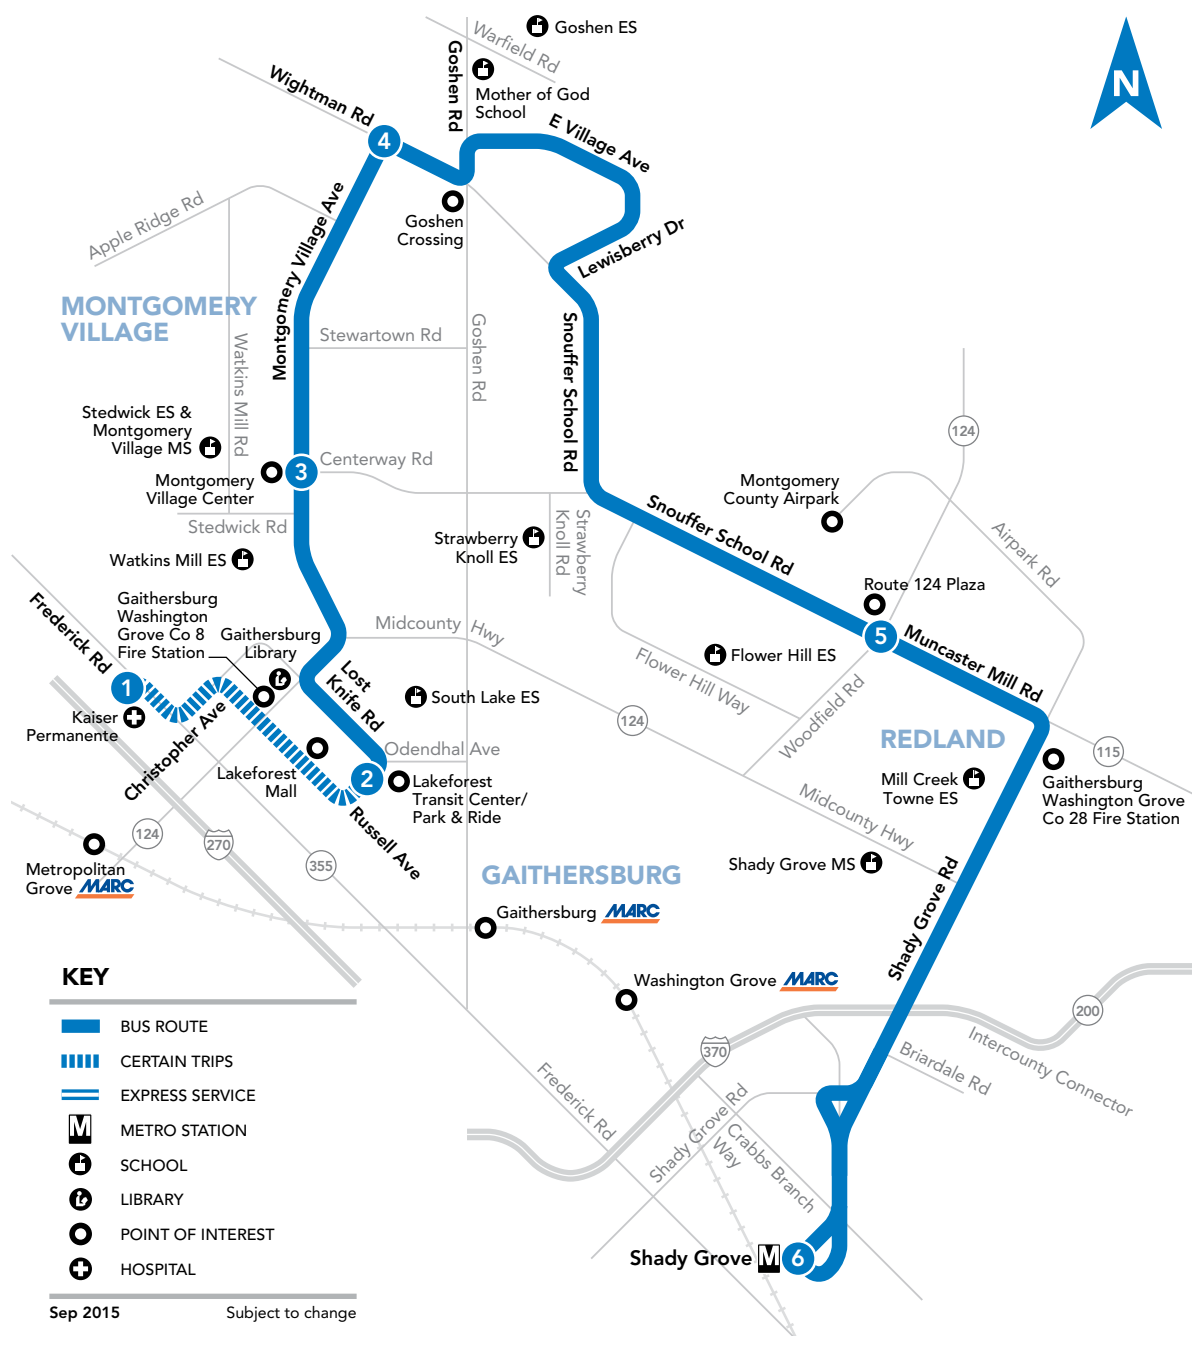 Goshen ES
Warfield Rd
Goshen Rd
N
Mother of God
School
Wightman Rd
4
E Village Ave
Apple Ridge Rd
Montgomery Village Ave
Goshen
Crossing
Lewisberry Dr
MONTGOMERY
VILLAGE
Stewartown Rd
Goshen Rd
Watkins Mill Rd
Snouffer School Rd
Stedwick ES &
Montgomery
Village MS
124
Centerway Rd
3
Montgomery
Village Center
Montgomery
County Airpark
Stedwick Rd
Snouffer School Rd
Strawberry
Knoll Rd
Strawberry
Knoll ES
Airpark Rd
Watkins Mill ES
Route 124 Plaza
Frederick Rd
Gaithersburg
Washington
Grove Co 8
Fire Station
Gaithersburg
Library
Midcounty Hwy
5
Muncaster Mill Rd
Flower Hill ES
Flower Hill Way
Lost
Knife Rd
1
South Lake ES
Woodfield Rd
Kaiser
Permanente
124
Christopher Ave
REDLAND
115
Odendhal Ave
Lakeforest
Mall
2
Lakeforest
Transit Center/
Park & Ride
Mill Creek
Towne ES
Gaithersburg
Washington Grove
Co 28 Fire Station
Midcounty Hwy
Russell Ave
124
270
355
Shady Grove MS
Metropolitan
Grove MARC
GAITHERSBURG
Shady Grove Rd
Gaithersburg MARC
Washington Grove MARC
KEY
BUS ROUTE
CERTAIN TRIPS
EXPRESS SERVICE
M METRO STATION
SCHOOL
LIBRARY
POINT OF INTEREST
HOSPITAL
Sep 2015 Subject to change
200
370
Intercounty Connector
Briardale Rd
Frederick Rd
Shady Grove Rd
Crabbs Branch
Way
Shady Grove M 6